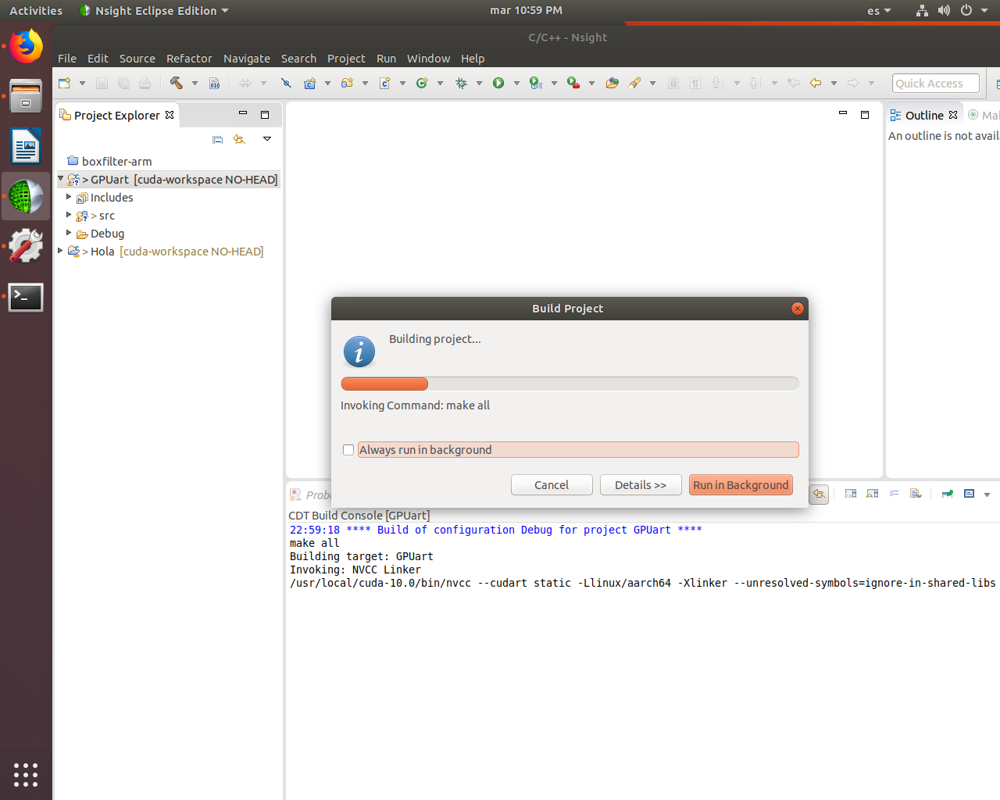 Activities
Nsight Eclipse Edition
mar 10:59 PM
es
C/C++ - Nsight
File Edit Source Refactor Navigate Search Project Run Window Help
Quick Access
Project Explorer
boxfilter-arm
> GPUart [cuda-workspace NO-HEAD]
Includes
> src
Debug
> Hola [cuda-workspace NO-HEAD]
Outline
Mak
An outline is not avail
Build Project
Building project...
Invoking Command: make all
Always run in background
Cancel
Details >>
Run in Background
Probl
CDT Build Console [GPUart]
22:59:18 **** Build of configuration Debug for project GPUart ****
make all
Building target: GPUart
Invoking: NVCC Linker
/usr/local/cuda-10.0/bin/nvcc --cudart static -Llinux/aarch64 -Xlinker --unresolved-symbols=ignore-in-shared-libs